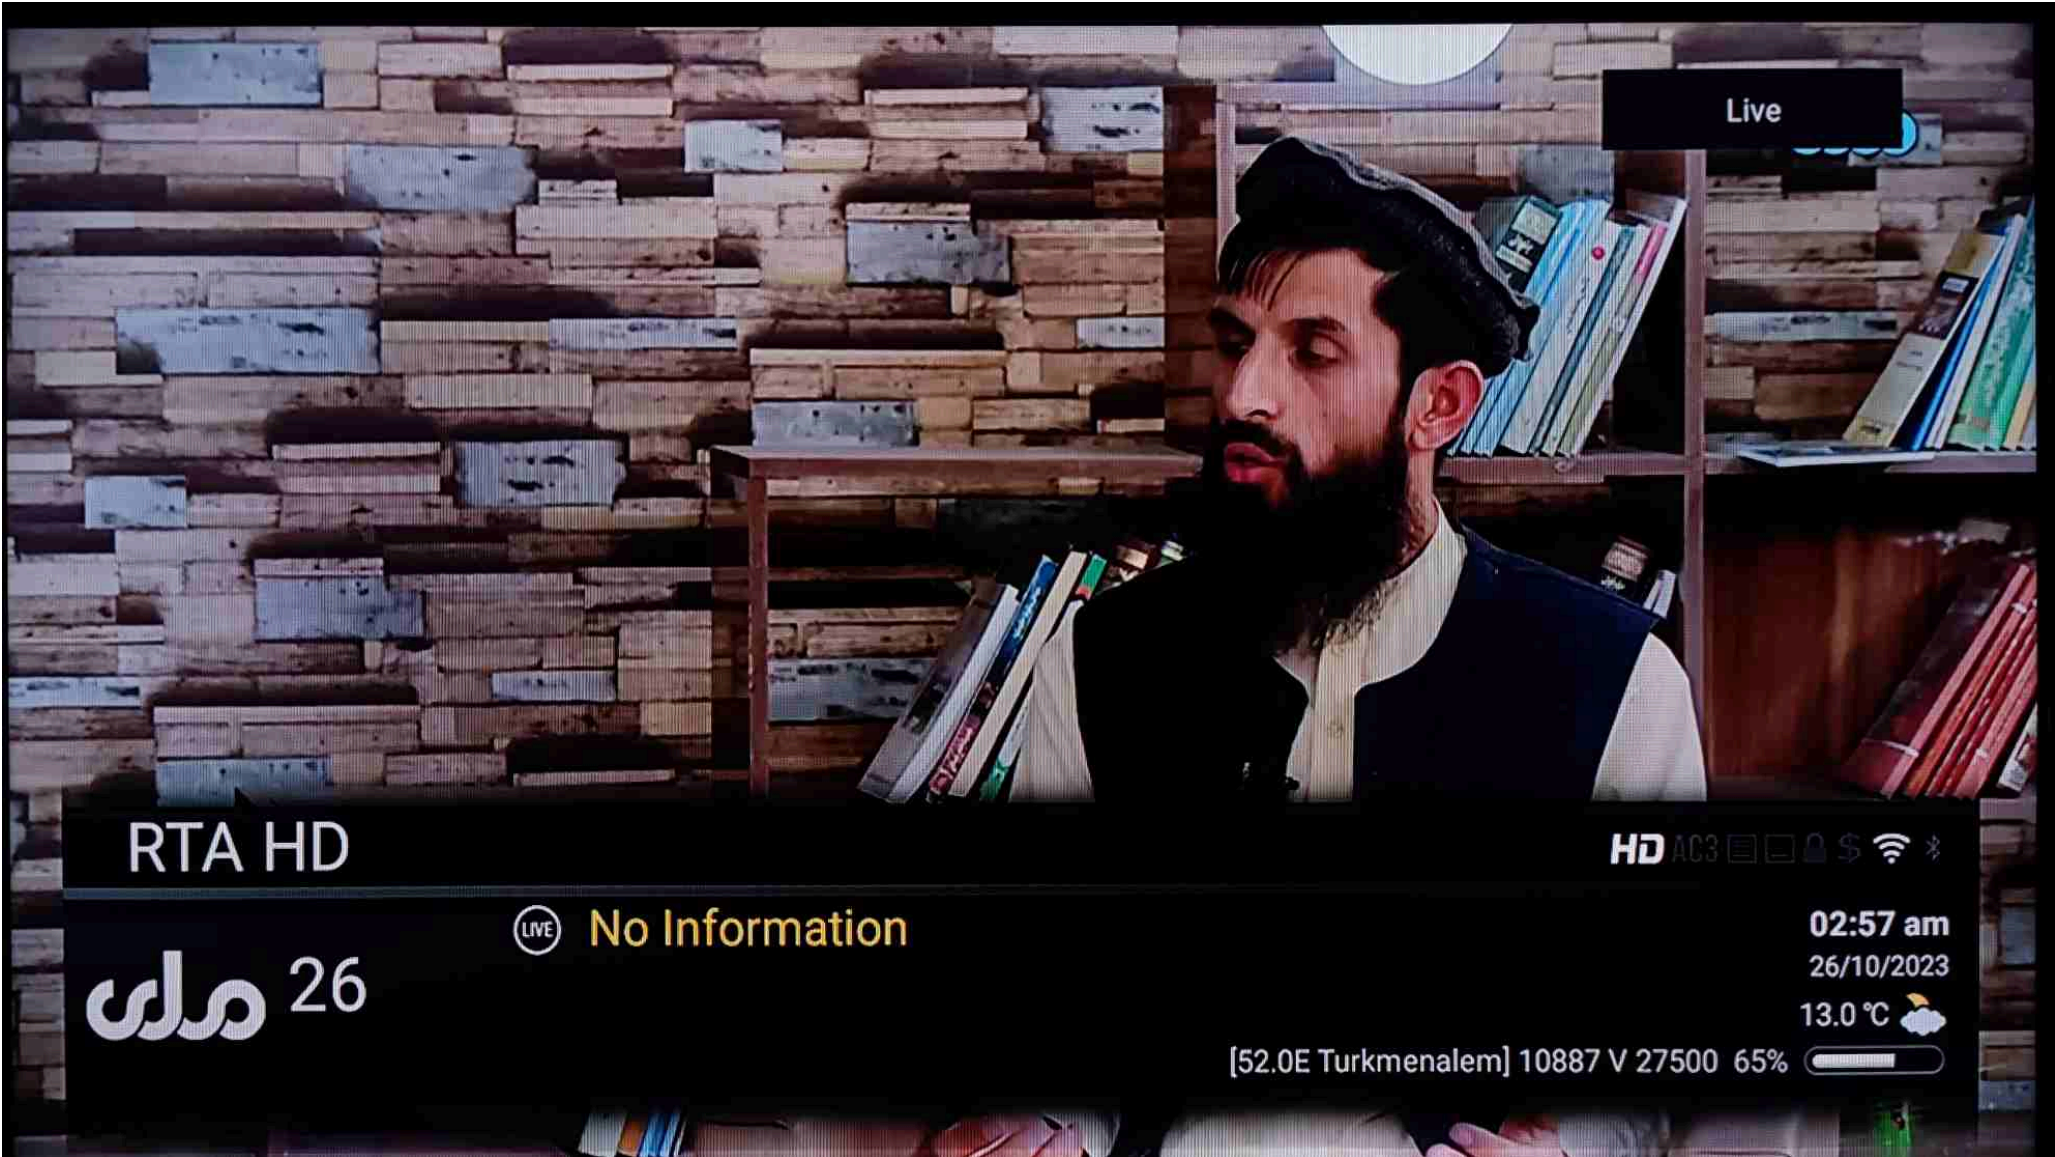 Live
RTA HD
HD AC3 $
LIVE No Information
ملی 26
02:57 am
26/10/2023
13.0 °C
[52.0E Turkmenalem] 10887 V 27500 65%